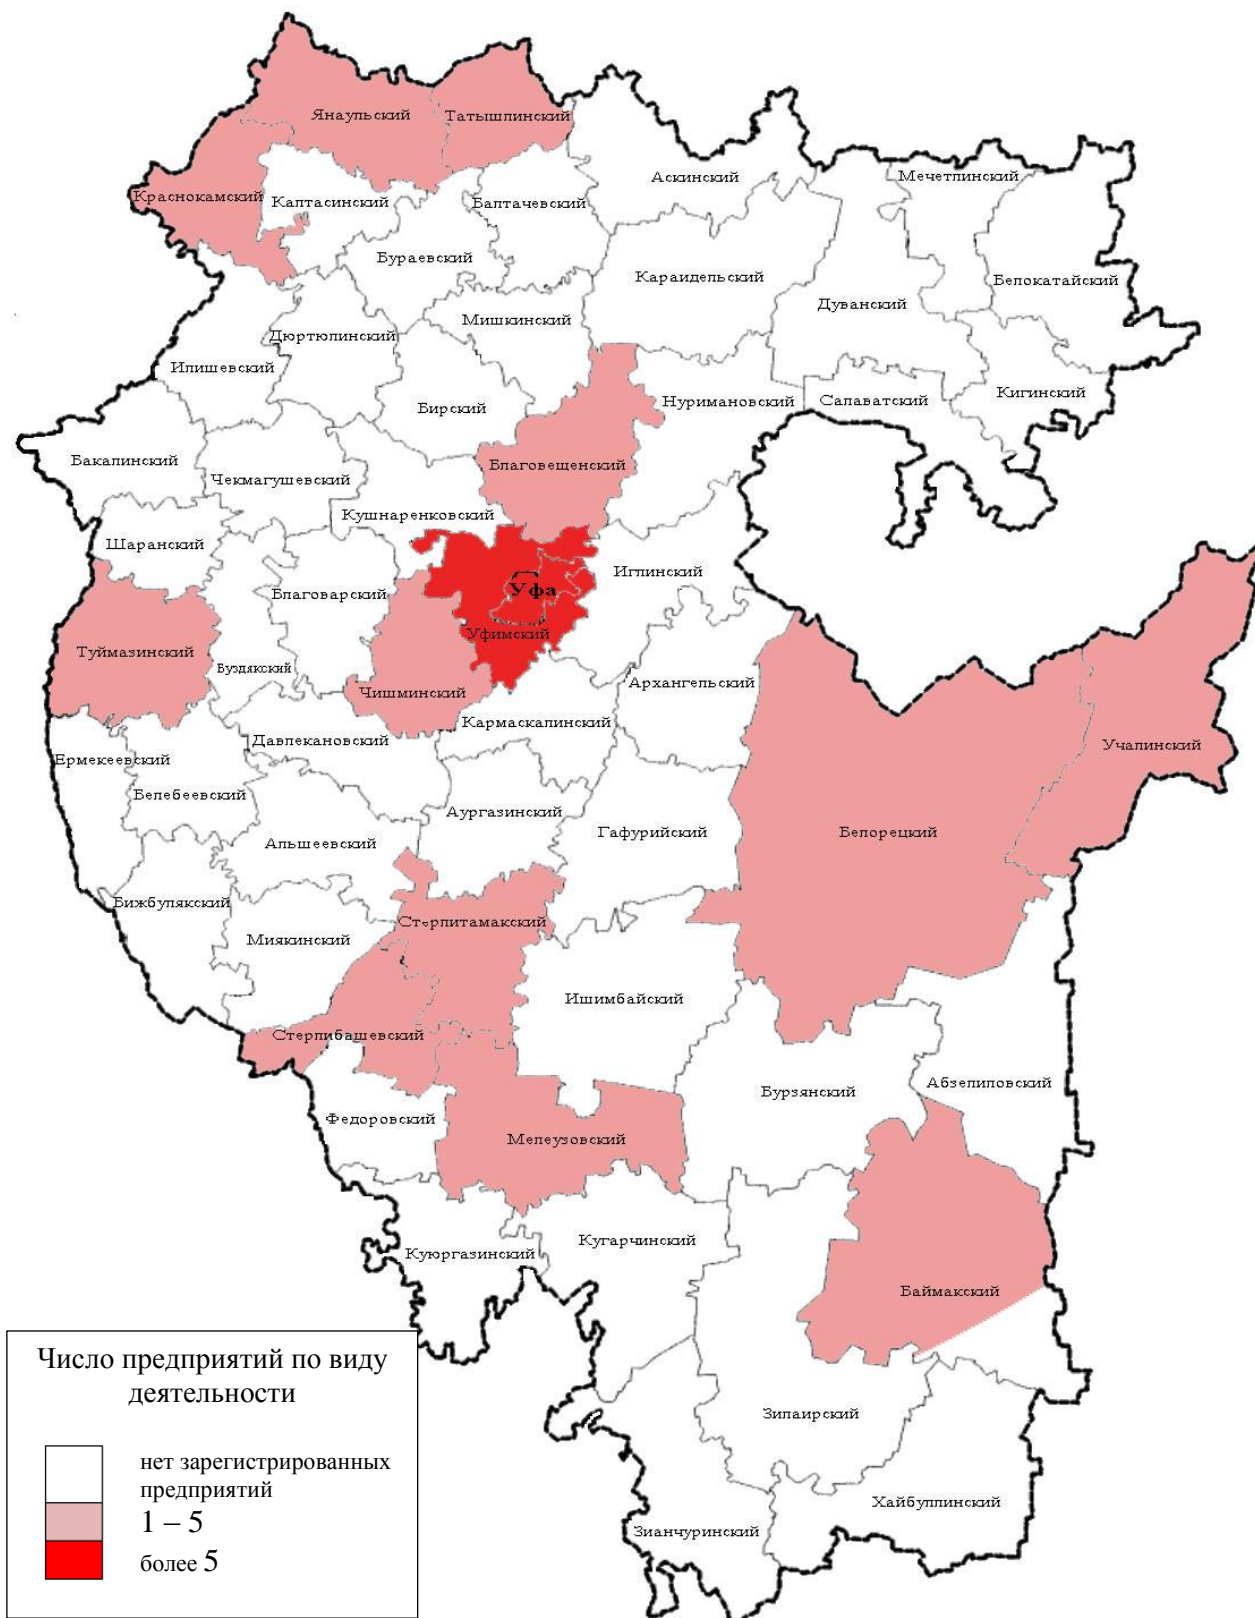 Янаульский
Татышлинский
Аскинский
Мечетлинский
Краснокамский
Калтасинский
Балтачевский
Бураевский
Караидельский
Белокатайский
Дуванский
Мишкинский
Дюртюлинский
Илишевский
Кигинский
Бирский
Нуримановский
Салаватский
Бакалинский
Благовещенский
Чекмагушевский
Кушнаренковский
Шаранский
Иглинский
Уфа
Благоварский
Уфимский
Туймазинский
Буздякский
Архангельский
Чишминский
Кармаскалинский
Давлекановский
Учалинский
Ермекеевский
Белебеевский
Аургазинский
Гафурийский
Белорецкий
Альшеевский
Бижбулякский
Стерлитамакский
Миякинский
Ишимбайский
Стерлибашевский
Абзелиловский
Бурзянский
Федоровский
Мелеузовский
Кугарчинский
Куюргазинский
Баймакский
Зилаирский
Хайбуллинский
Зианчуринский
Число предприятий по виду
деятельности
нет зарегистрированных
предприятий
1 – 5
более 5